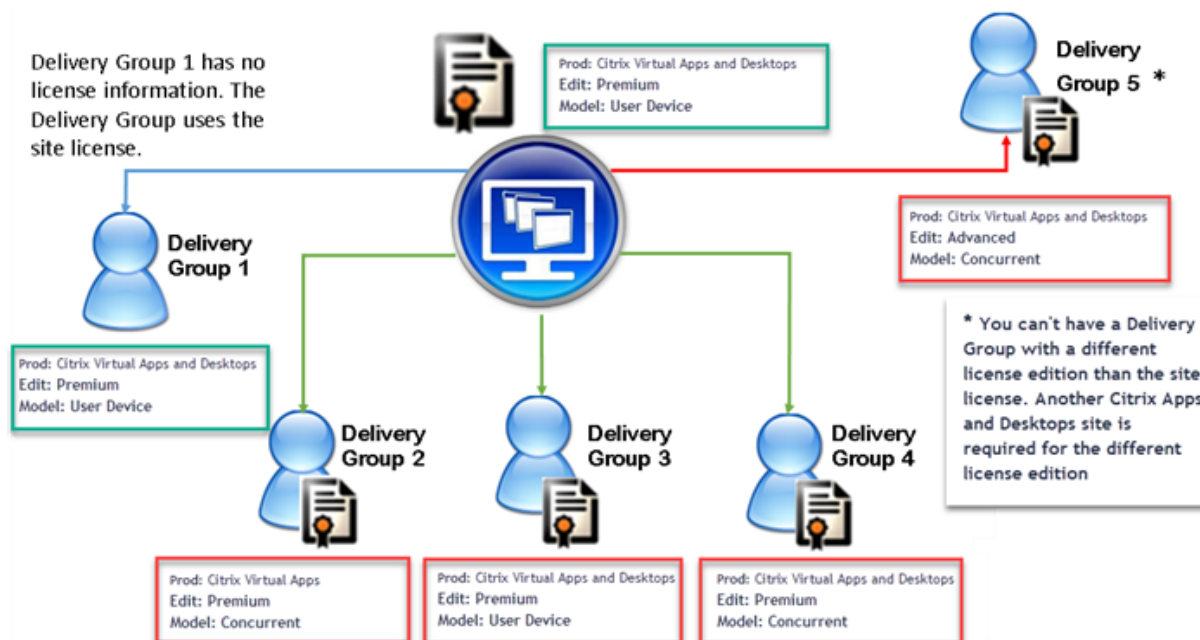 Delivery Group 1 has no
license information. The
Delivery Group uses the
site license.
Prod: Citrix Virtual Apps and Desktops
Edit: Premium
Model: User Device
Delivery
Group 5 *
Prod: Citrix Virtual Apps and Desktops
Edit: Advanced
Model: Concurrent
* You can't have a Delivery
Group with a different
license edition than the site
license. Another Citrix Apps
and Desktops site is
required for the different
license edition
Delivery
Group 1
Prod: Citrix Virtual Apps and Desktops
Edit: Premium
Model: User Device
Delivery
Group 2
Prod: Citrix Virtual Apps
Edit: Premium
Model: Concurrent
Delivery
Group 3
Prod: Citrix Virtual Apps and Desktops
Edit: Premium
Model: User Device
Delivery
Group 4
Prod: Citrix Virtual Apps and Desktops
Edit: Premium
Model: Concurrent